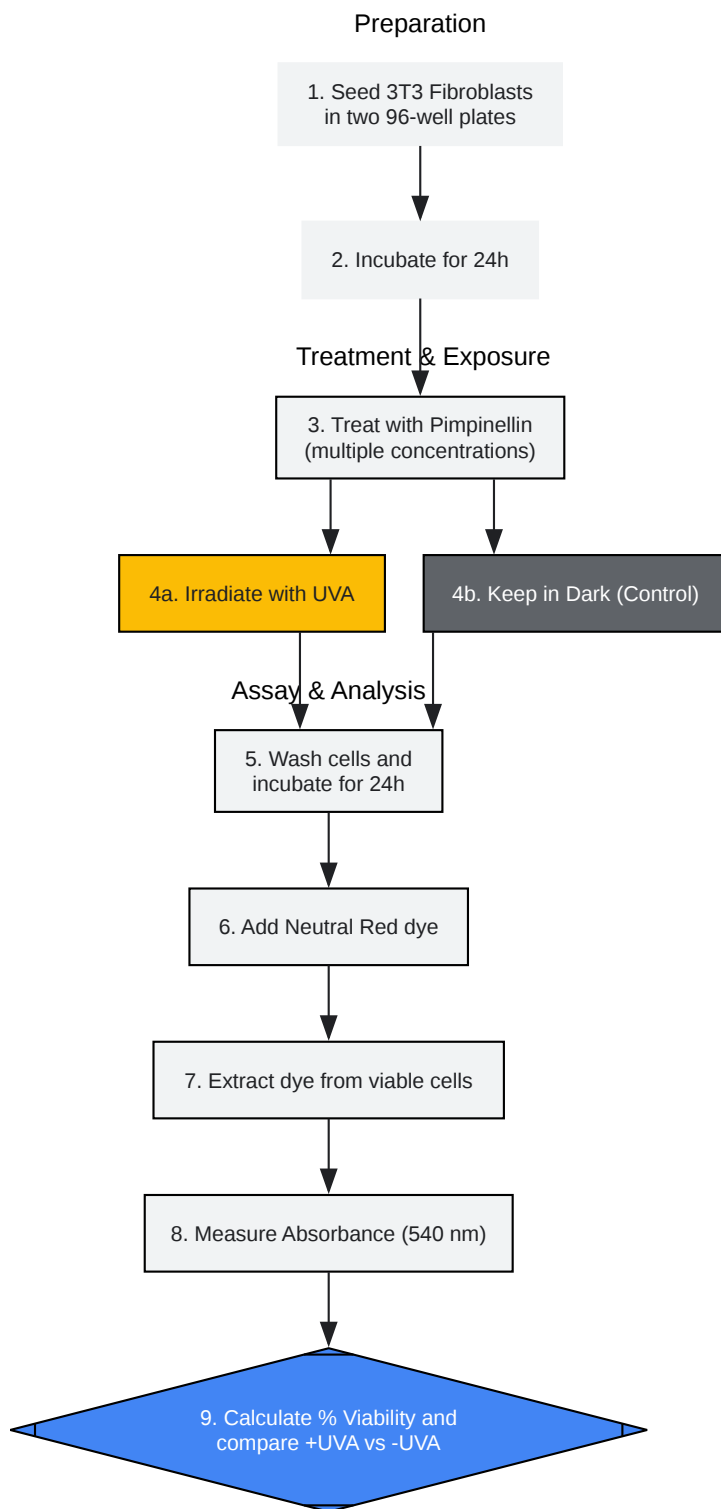 Preparation
1. Seed 3T3 Fibroblasts
in two 96-well plates
2. Incubate for 24h
Treatment & Exposure
3. Treat with Pimpinellin
(multiple concentrations)
4a. Irradiate with UVA
4b. Keep in Dark (Control)
Assay & Analysis
5. Wash cells and
incubate for 24h
6. Add Neutral Red dye
7. Extract dye from viable cells
8. Measure Absorbance (540 nm)
9. Calculate % Viability and
compare +UVA vs -UVA